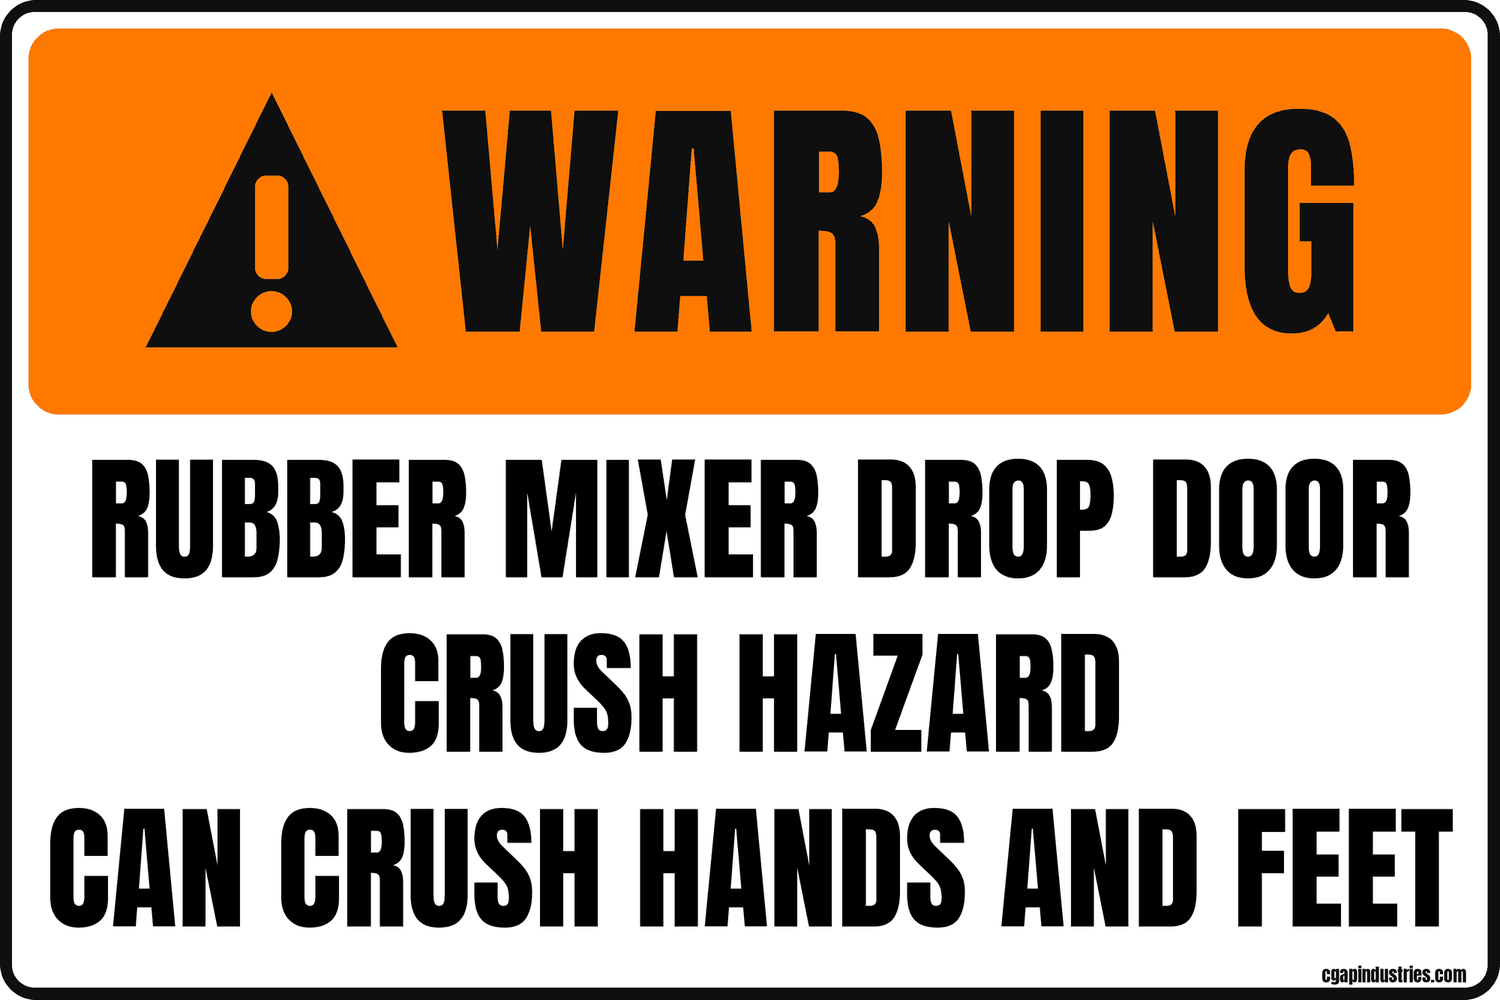 WARNING
RUBBER MIXER DROP DOOR
CRUSH HAZARD
CAN CRUSH HANDS AND FEET
cgapindustries.com